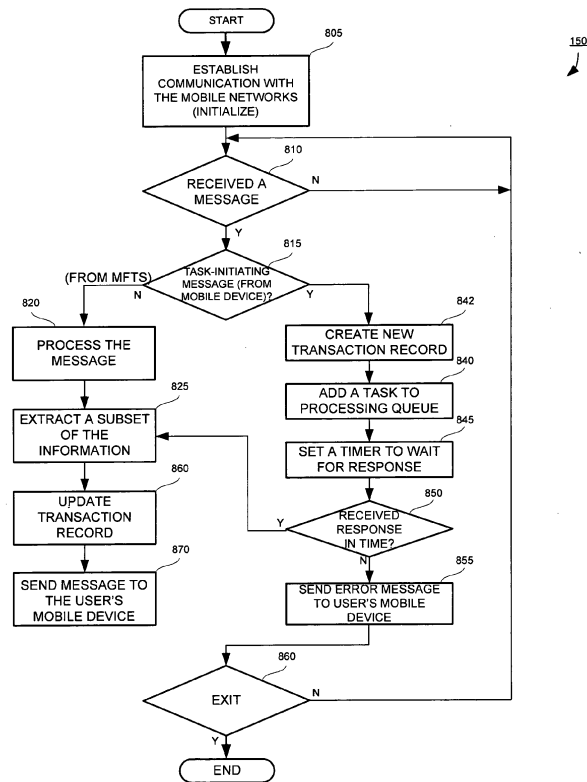 START
805
150
ESTABLISH
COMMUNICATION WITH
THE MOBILE NETWORKS
(INITIALIZE)
810
RECEIVED A
MESSAGE
N
Y
815
(FROM MFTS)
TASK-INITIATING
MESSAGE (FROM
MOBILE DEVICE)?
N
Y
820
PROCESS THE
MESSAGE
842
CREATE NEW
TRANSACTION RECORD
840
ADD A TASK TO
PROCESSING QUEUE
825
EXTRACT A SUBSET
OF THE
INFORMATION
845
SET A TIMER TO WAIT
FOR RESPONSE
860
UPDATE
TRANSACTION
RECORD
850
RECEIVED
RESPONSE
IN TIME?
Y
N
870
SEND MESSAGE TO
THE USER'S
MOBILE DEVICE
855
SEND ERROR MESSAGE
TO USER'S MOBILE
DEVICE
860
EXIT
N
Y
END